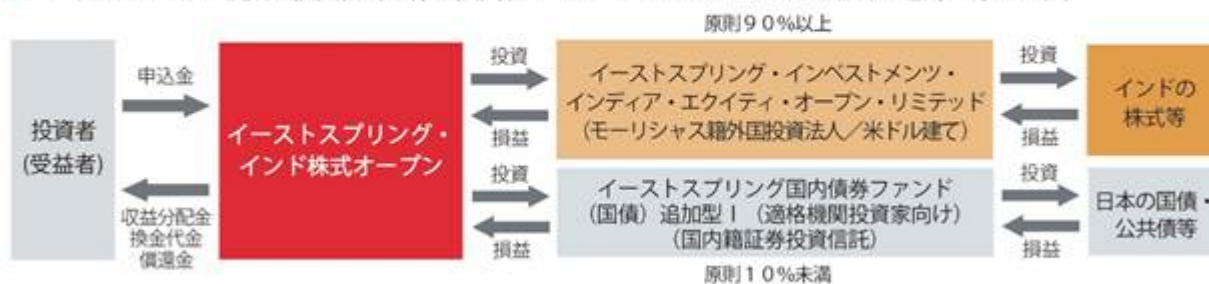 原則90%以上
投資者
(受益者)
申込金
収益分配金
換金代金
償還金
イーストスプリング・
インド株式オープン
投資
損益
イーストスプリング・インベストメンツ・
インディア・エクイティ・オープン・リミテッド
(モーリシャス籍外国投資法人/米ドル建て)
投資
損益
インドの
株式等
投資
損益
イーストスプリング国内債券ファンド
(国債)追加型Ⅰ(適格機関投資家向け)
(国内籍証券投資信託)
投資
損益
日本の国債・
公共債等
原則10%未満